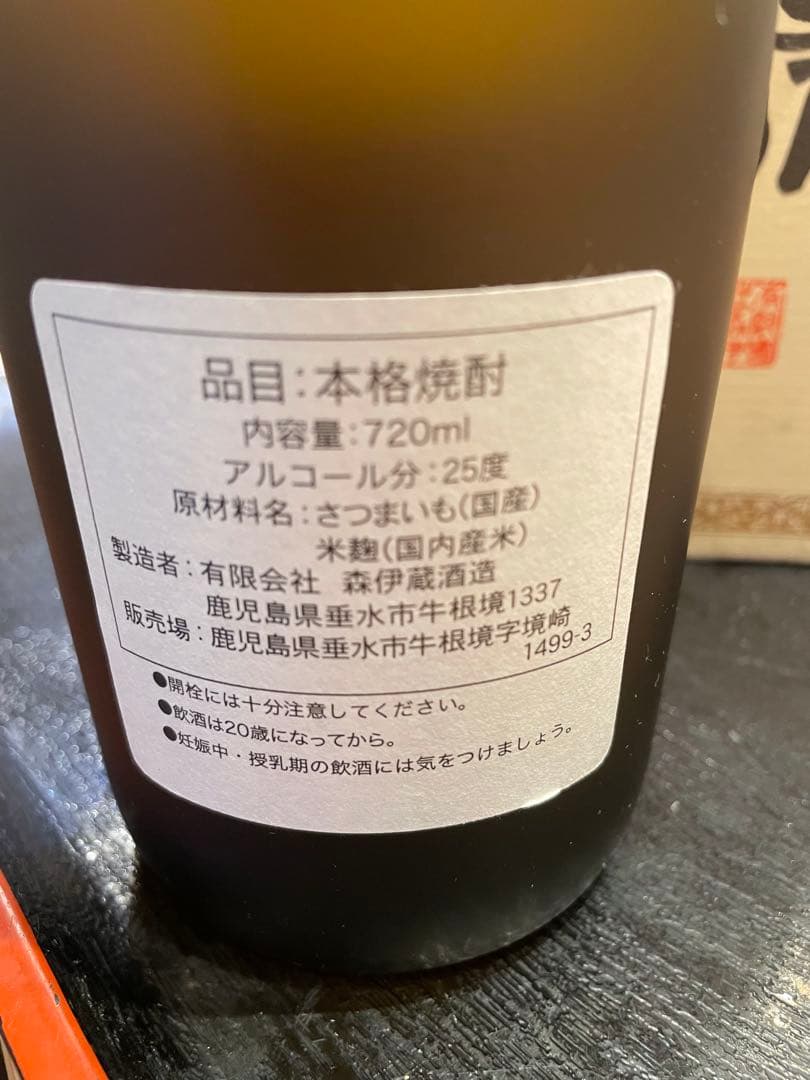 品目:本格焼酎
内容量:720ml
アルコール分:25度
原材料名:さつまいも(国産)
米麹(国内産米)
製造者:有限会社 森伊蔵酒造
鹿児島県垂水市牛根境1337
販売場:鹿児島県垂水市牛根境字境崎
1499-3
●開栓には十分注意してください。
●飲酒は20歳になってから。
●妊娠中・授乳期の飲酒には気をつけましょう。